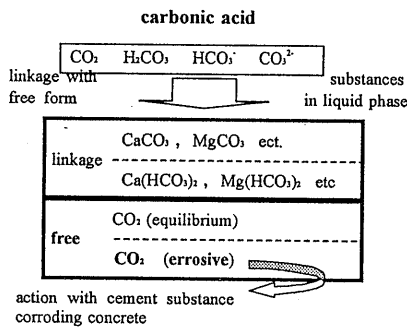 carbonic acid
CO₂ H₂CO₃ HCO₃⁻ CO₃²⁻
linkage with
free form
substances
in liquid phase
linkage
CaCO₃ , MgCO₃ ect.
Ca(HCO₃)₂ , Mg(HCO₃)₂ etc
free
CO₂ (equilibrium)
CO₂ (errosive)
action with cement substance
corroding concrete